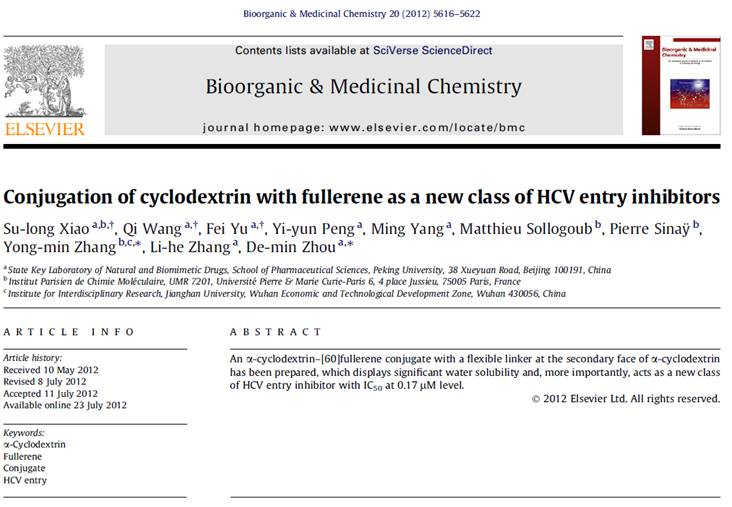 Bioorganic & Medicinal Chemistry 20 (2012) 5616–5622
Contents lists available at SciVerse ScienceDirect
Bioorganic & Medicinal Chemistry
journal homepage: www.elsevier.com/locate/bmc
ELSEVIER
Bioorganic & Medicinal
Chemistry
Conjugation of cyclodextrin with fullerene as a new class of HCV entry inhibitors
Su-long Xiao a,b,†, Qi Wang a,†, Fei Yu a,†, Yi-yun Peng a, Ming Yang a, Matthieu Sollogoub b, Pierre Sinaÿ b,
Yong-min Zhang b,c,*, Li-he Zhang a, De-min Zhou a,*
a State Key Laboratory of Natural and Biomimetic Drugs, School of Pharmaceutical Sciences, Peking University, 38 Xueyuan Road, Beijing 100191, China
b Institut Parisien de Chimie Moléculaire, UMR 7201, Université Pierre & Marie Curie-Paris 6, 4 place Jussieu, 75005 Paris, France
c Institute for Interdisciplinary Research, Jianghan University, Wuhan Economic and Technological Development Zone, Wuhan 430056, China
ARTICLE INFO
Article history:
Received 10 May 2012
Revised 8 July 2012
Accepted 11 July 2012
Available online 23 July 2012
Keywords:
α-Cyclodextrin
Fullerene
Conjugate
HCV entry
ABSTRACT
An α-cyclodextrin–[60]fullerene conjugate with a flexible linker at the secondary face of α-cyclodextrin
has been prepared, which displays significant water solubility and, more importantly, acts as a new class
of HCV entry inhibitor with IC50 at 0.17 μM level.
© 2012 Elsevier Ltd. All rights reserved.